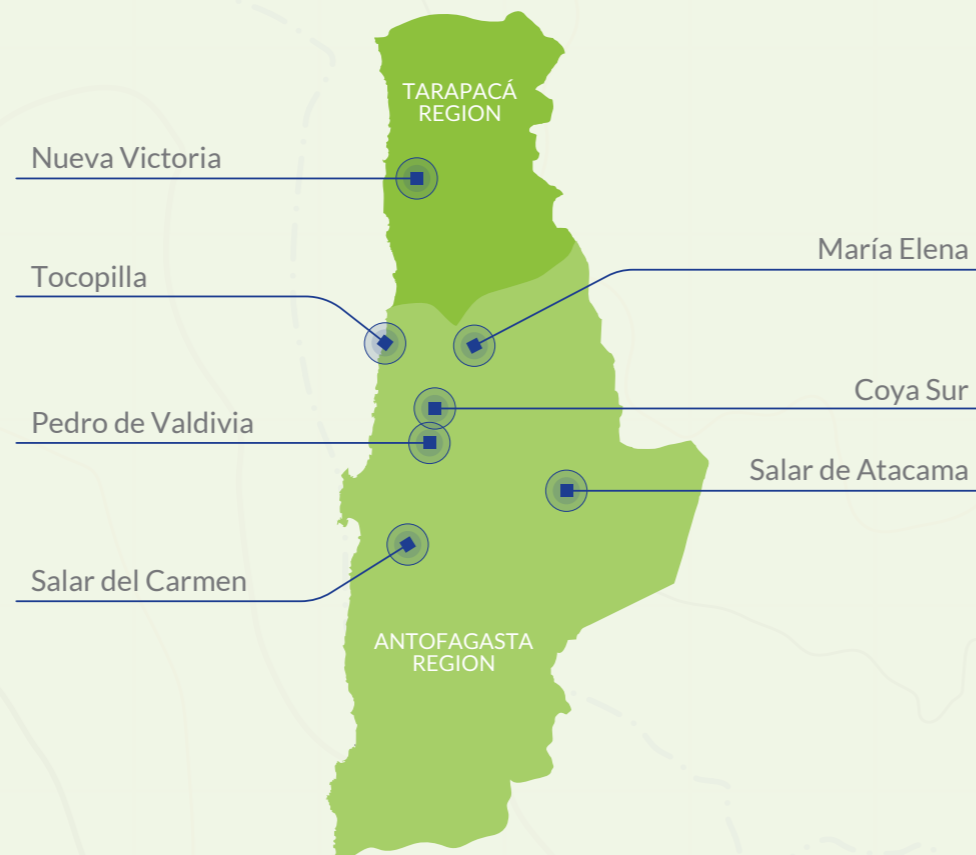 TARAPACÁ
REGION
Nueva Victoria
María Elena
Tocopilla
Coya Sur
Pedro de Valdivia
Salar de Atacama
Salar del Carmen
ANTOFAGASTA
REGION